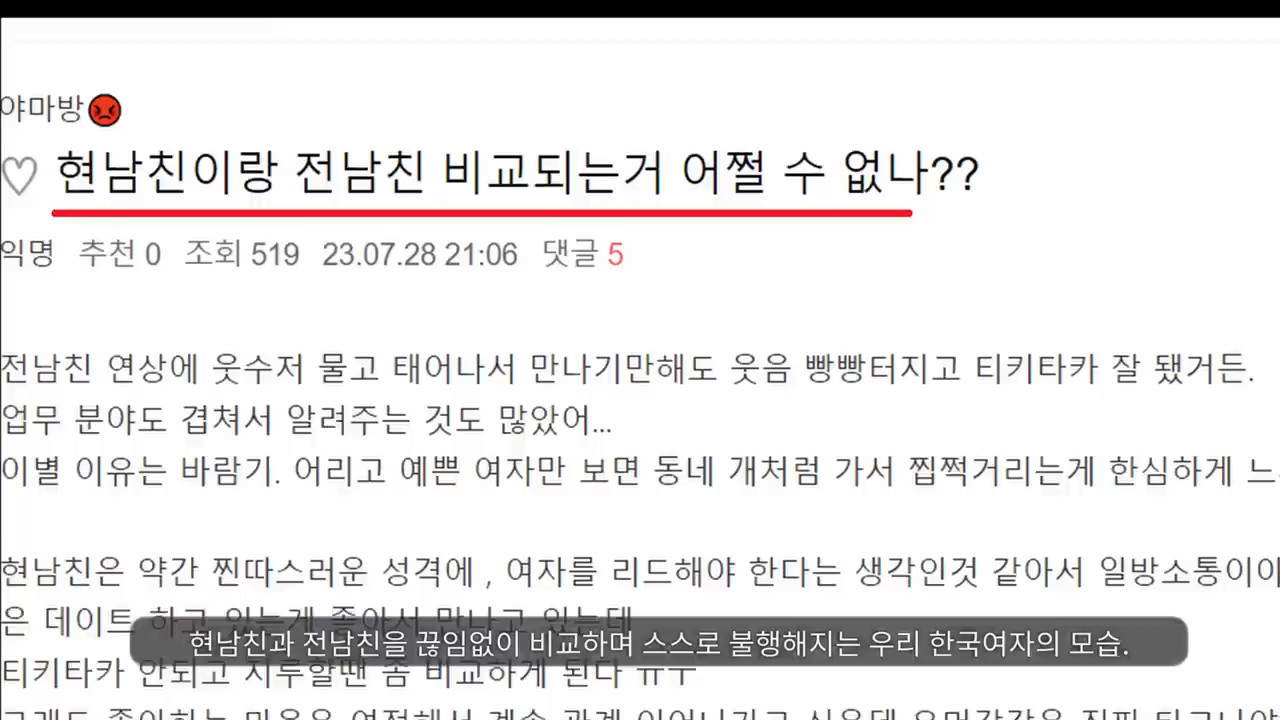 야마방😡
♡ 현남친이랑 전남친 비교되는거 어쩔 수 없나??
익명 추천 0 조회 519 23.07.28 21:06 댓글 5
전남친 연상에 웃수저 물고 태어나서 만나기만해도 웃음 빵빵터지고 티키타카 잘 됐거든.
업무 분야도 겹쳐서 알려주는 것도 많았어...
이별 이유는 바람기. 어리고 예쁜 여자만 보면 동네 개처럼 가서 찝쩍거리는게 한심하게 느
현남친은 약간 찐따스러운 성격에 , 여자를 리드해야 한다는 생각인것 같아서 일방소통이
은 데이트 하고 있는게 좋아서 만나고 있는데
현남친과 전남친을 끊임없이 비교하며 스스로 불행해지는 우리 한국여자의 모습.
티키타카 안되고 지루할땐 좀 비교하게 된다 ㅠㅜ